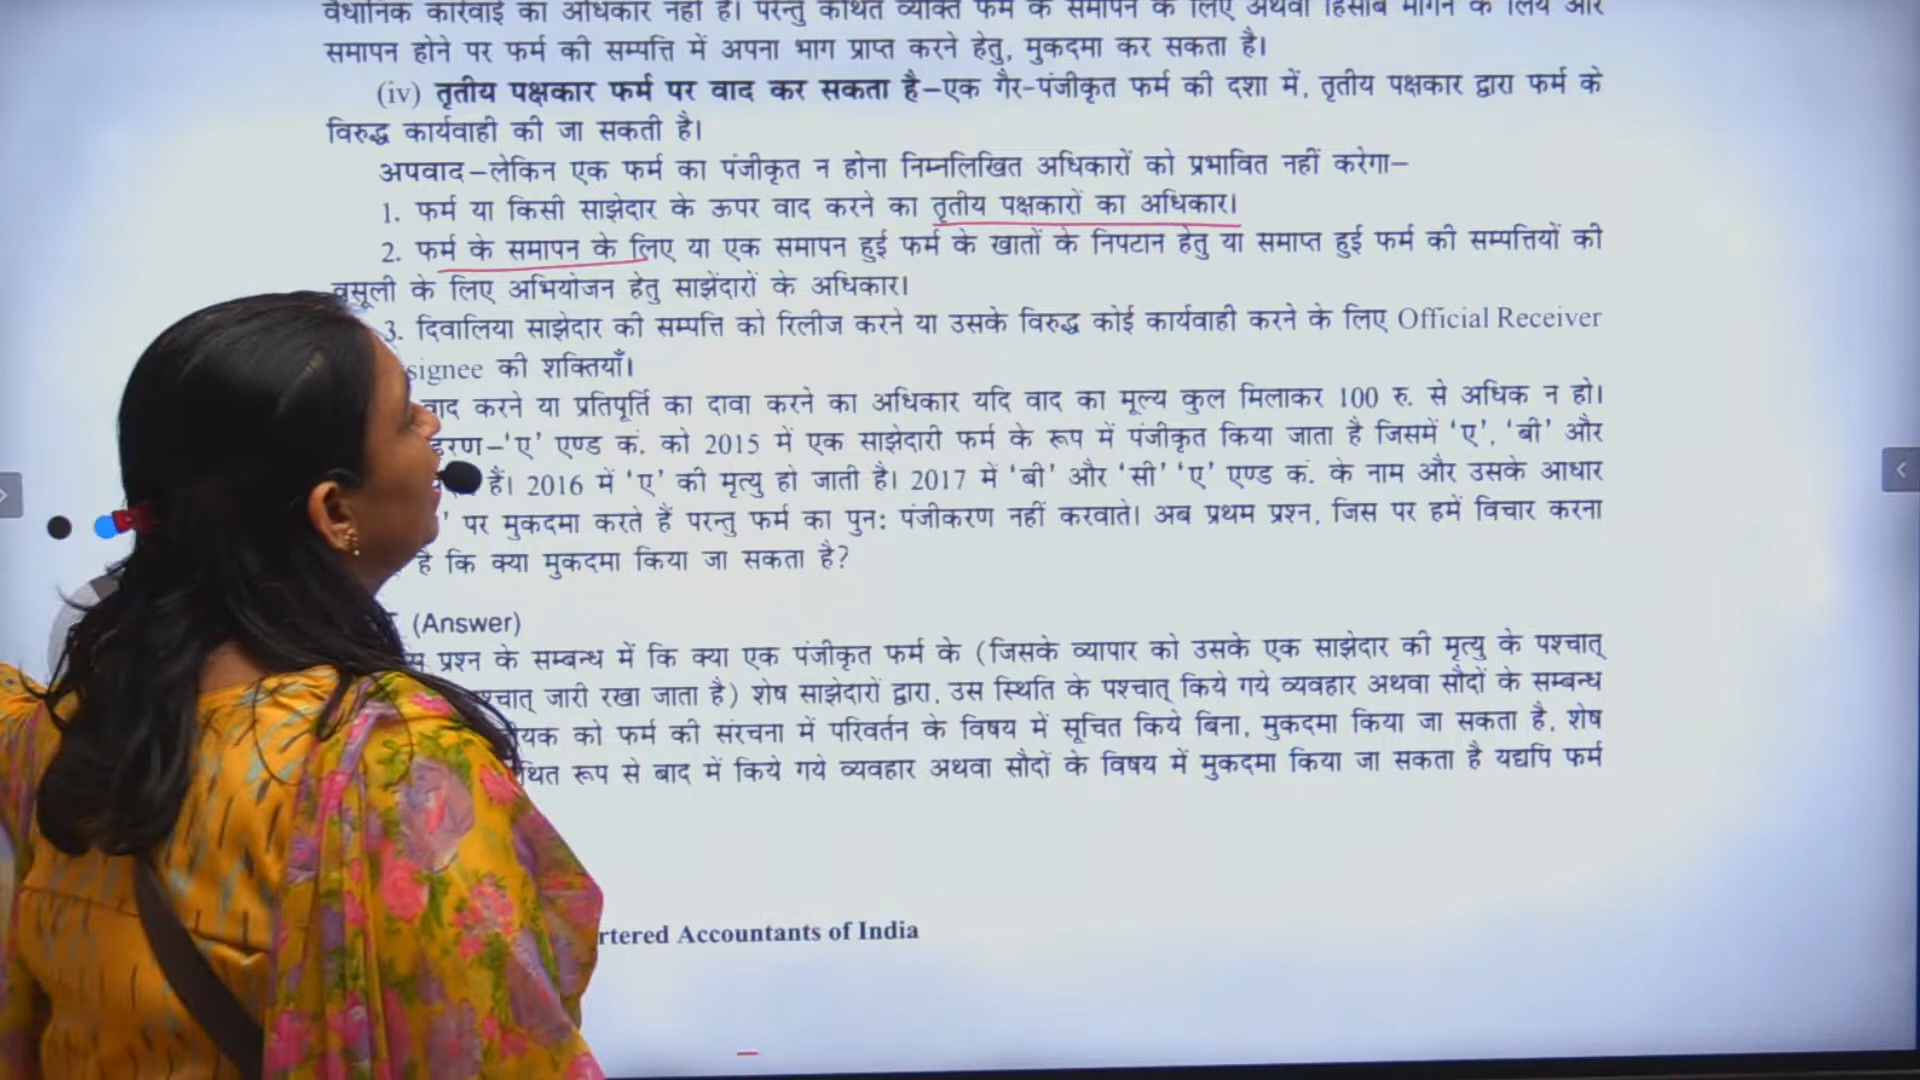 वैधानिक कार्रवाई का अधिकार नहीं है। परन्तु कथित व्यक्ति फर्म के समापन के लिए अथवा हिसाब मांगने के लिये और
समापन होने पर फर्म की सम्पत्ति में अपना भाग प्राप्त करने हेतु, मुकदमा कर सकता है।
(iv) तृतीय पक्षकार फर्म पर वाद कर सकता है–एक गैर-पंजीकृत फर्म की दशा में, तृतीय पक्षकार द्वारा फर्म के
विरुद्ध कार्यवाही की जा सकती है।
अपवाद–लेकिन एक फर्म का पंजीकृत न होना निम्नलिखित अधिकारों को प्रभावित नहीं करेगा–
1. फर्म या किसी साझेदार के ऊपर वाद करने का तृतीय पक्षकारों का अधिकार।
2. फर्म के समापन के लिए या एक समापन हुई फर्म के खातों के निपटान हेतु या समाप्त हुई फर्म की सम्पत्तियों की
वसूली के लिए अभियोजन हेतु साझेदारों के अधिकार।
3. दिवालिया साझेदार की सम्पत्ति को रिलीज करने या उसके विरुद्ध कोई कार्यवाही करने के लिए Official Receiver
signee की शक्तियाँ।
वाद करने या प्रतिपूर्ति का दावा करने का अधिकार यदि वाद का मूल्य कुल मिलाकर 100 रु. से अधिक न हो।
हरण–'ए' एण्ड कं. को 2015 में एक साझेदारी फर्म के रूप में पंजीकृत किया जाता है जिसमें 'ए', 'बी' और
हैं। 2016 में 'ए' की मृत्यु हो जाती है। 2017 में 'बी' और 'सी' 'ए' एण्ड कं. के नाम और उसके आधार
' पर मुकदमा करते हैं परन्तु फर्म का पुन: पंजीकरण नहीं करवाते। अब प्रथम प्रश्न, जिस पर हमें विचार करना
है कि क्या मुकदमा किया जा सकता है?
(Answer)
प्रश्न के सम्बन्ध में कि क्या एक पंजीकृत फर्म के (जिसके व्यापार को उसके एक साझेदार की मृत्यु के पश्चात्
श्चात् जारी रखा जाता है) शेष साझेदारों द्वारा, उस स्थिति के पश्चात् किये गये व्यवहार अथवा सौदों के सम्बन्ध
यक को फर्म की संरचना में परिवर्तन के विषय में सूचित किये बिना, मुकदमा किया जा सकता है, शेष
थित रूप से बाद में किये गये व्यवहार अथवा सौदों के विषय में मुकदमा किया जा सकता है यद्यपि फर्म
rtered Accountants of India